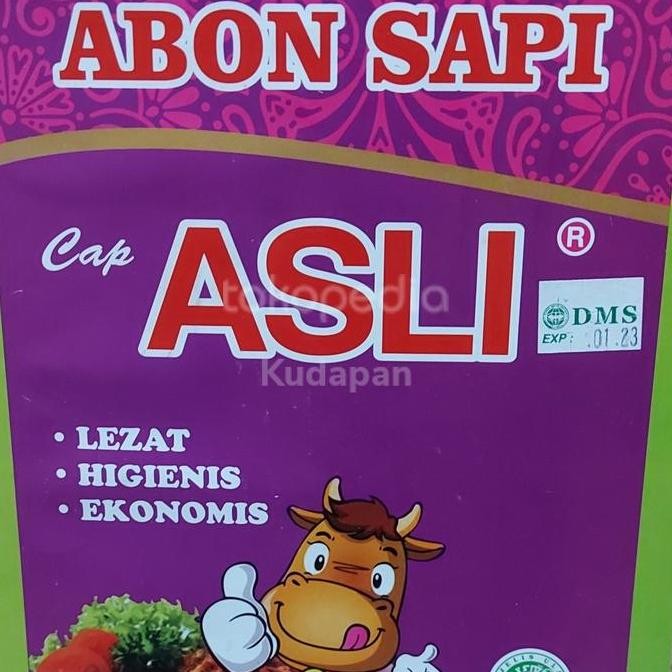 ABON SAPI
Cap
ASLI
®
DMS
EXP: .01.23
tokopedia
Kudapan
• LEZAT
• HIGIENIS
• EKONOMIS